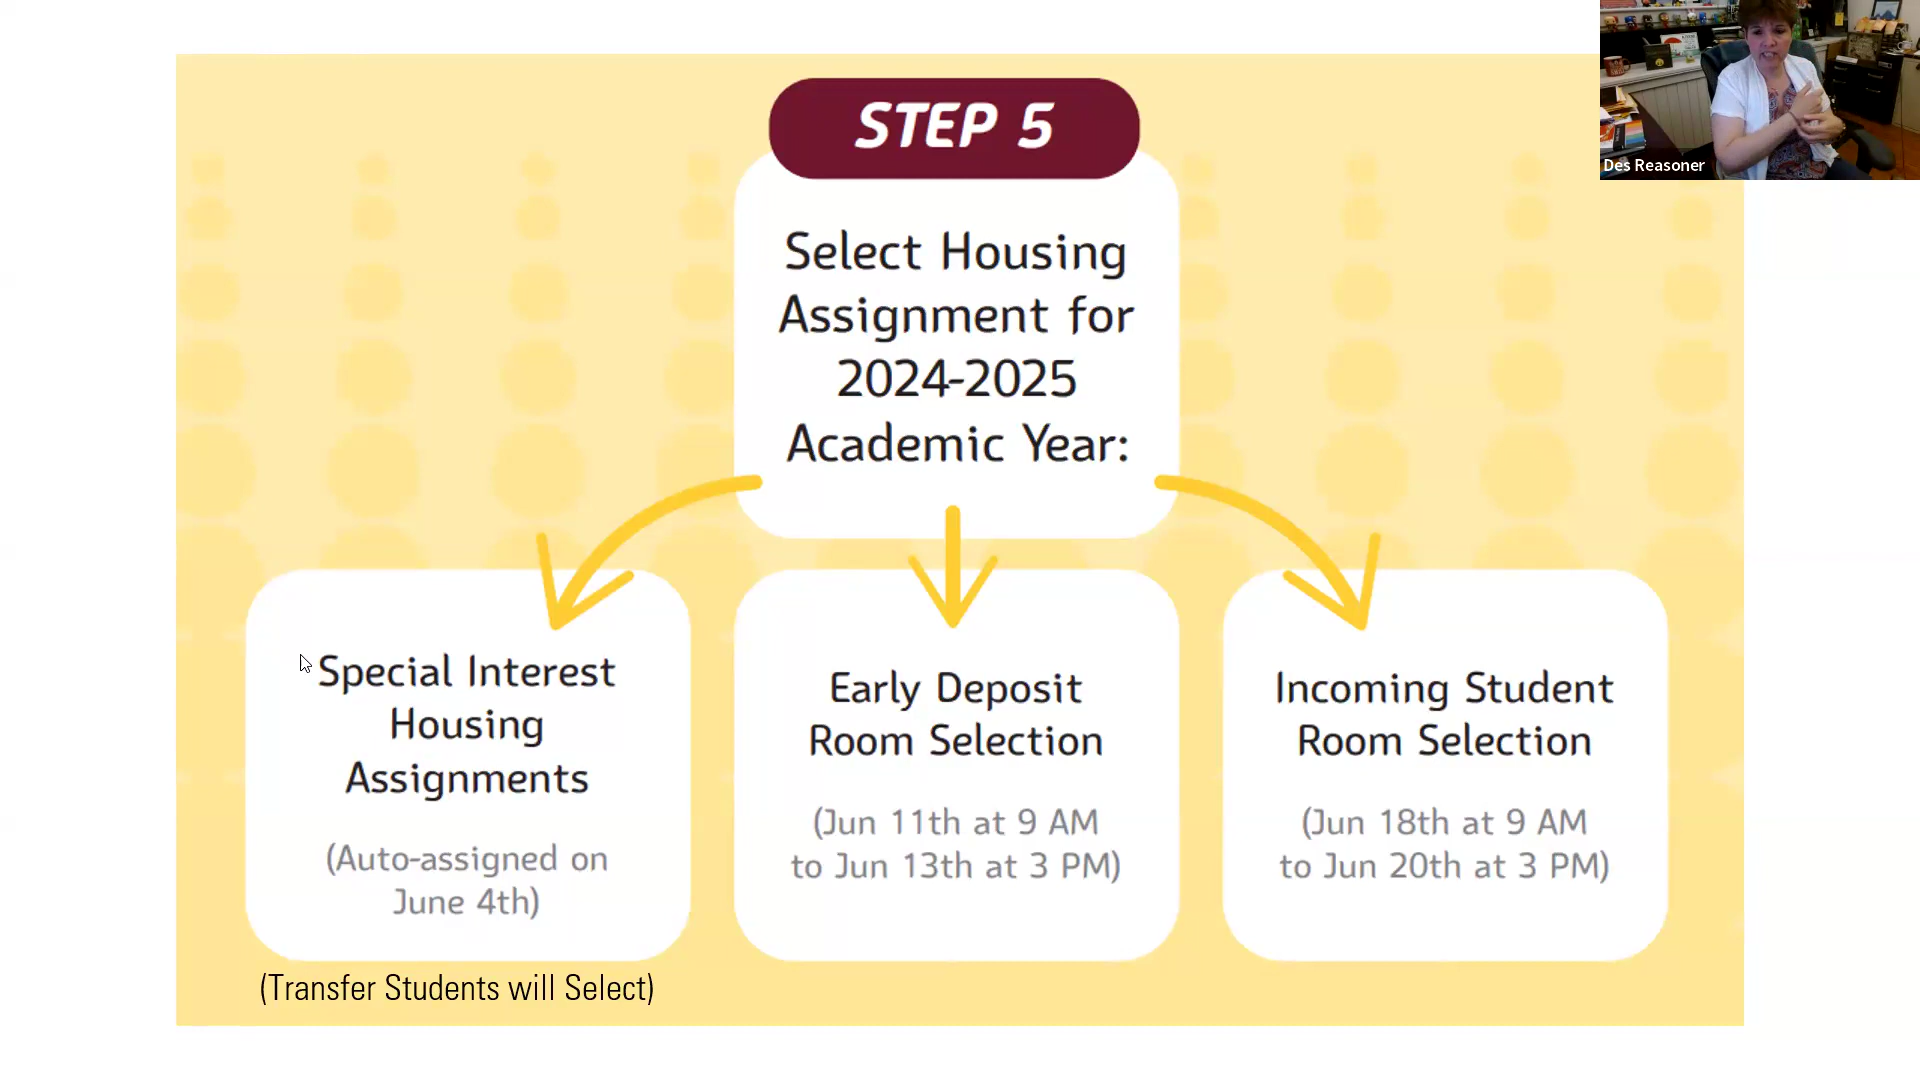 STEP 5
Select Housing
Assignment for
2024-2025
Academic Year:
Special Interest
Housing
Assignments
(Auto-assigned on
June 4th)
(Transfer Students will Select)
Early Deposit
Room Selection
(Jun 11th at 9 AM
to Jun 13th at 3 PM)
Incoming Student
Room Selection
(Jun 18th at 9 AM
to Jun 20th at 3 PM)
Des Reasoner